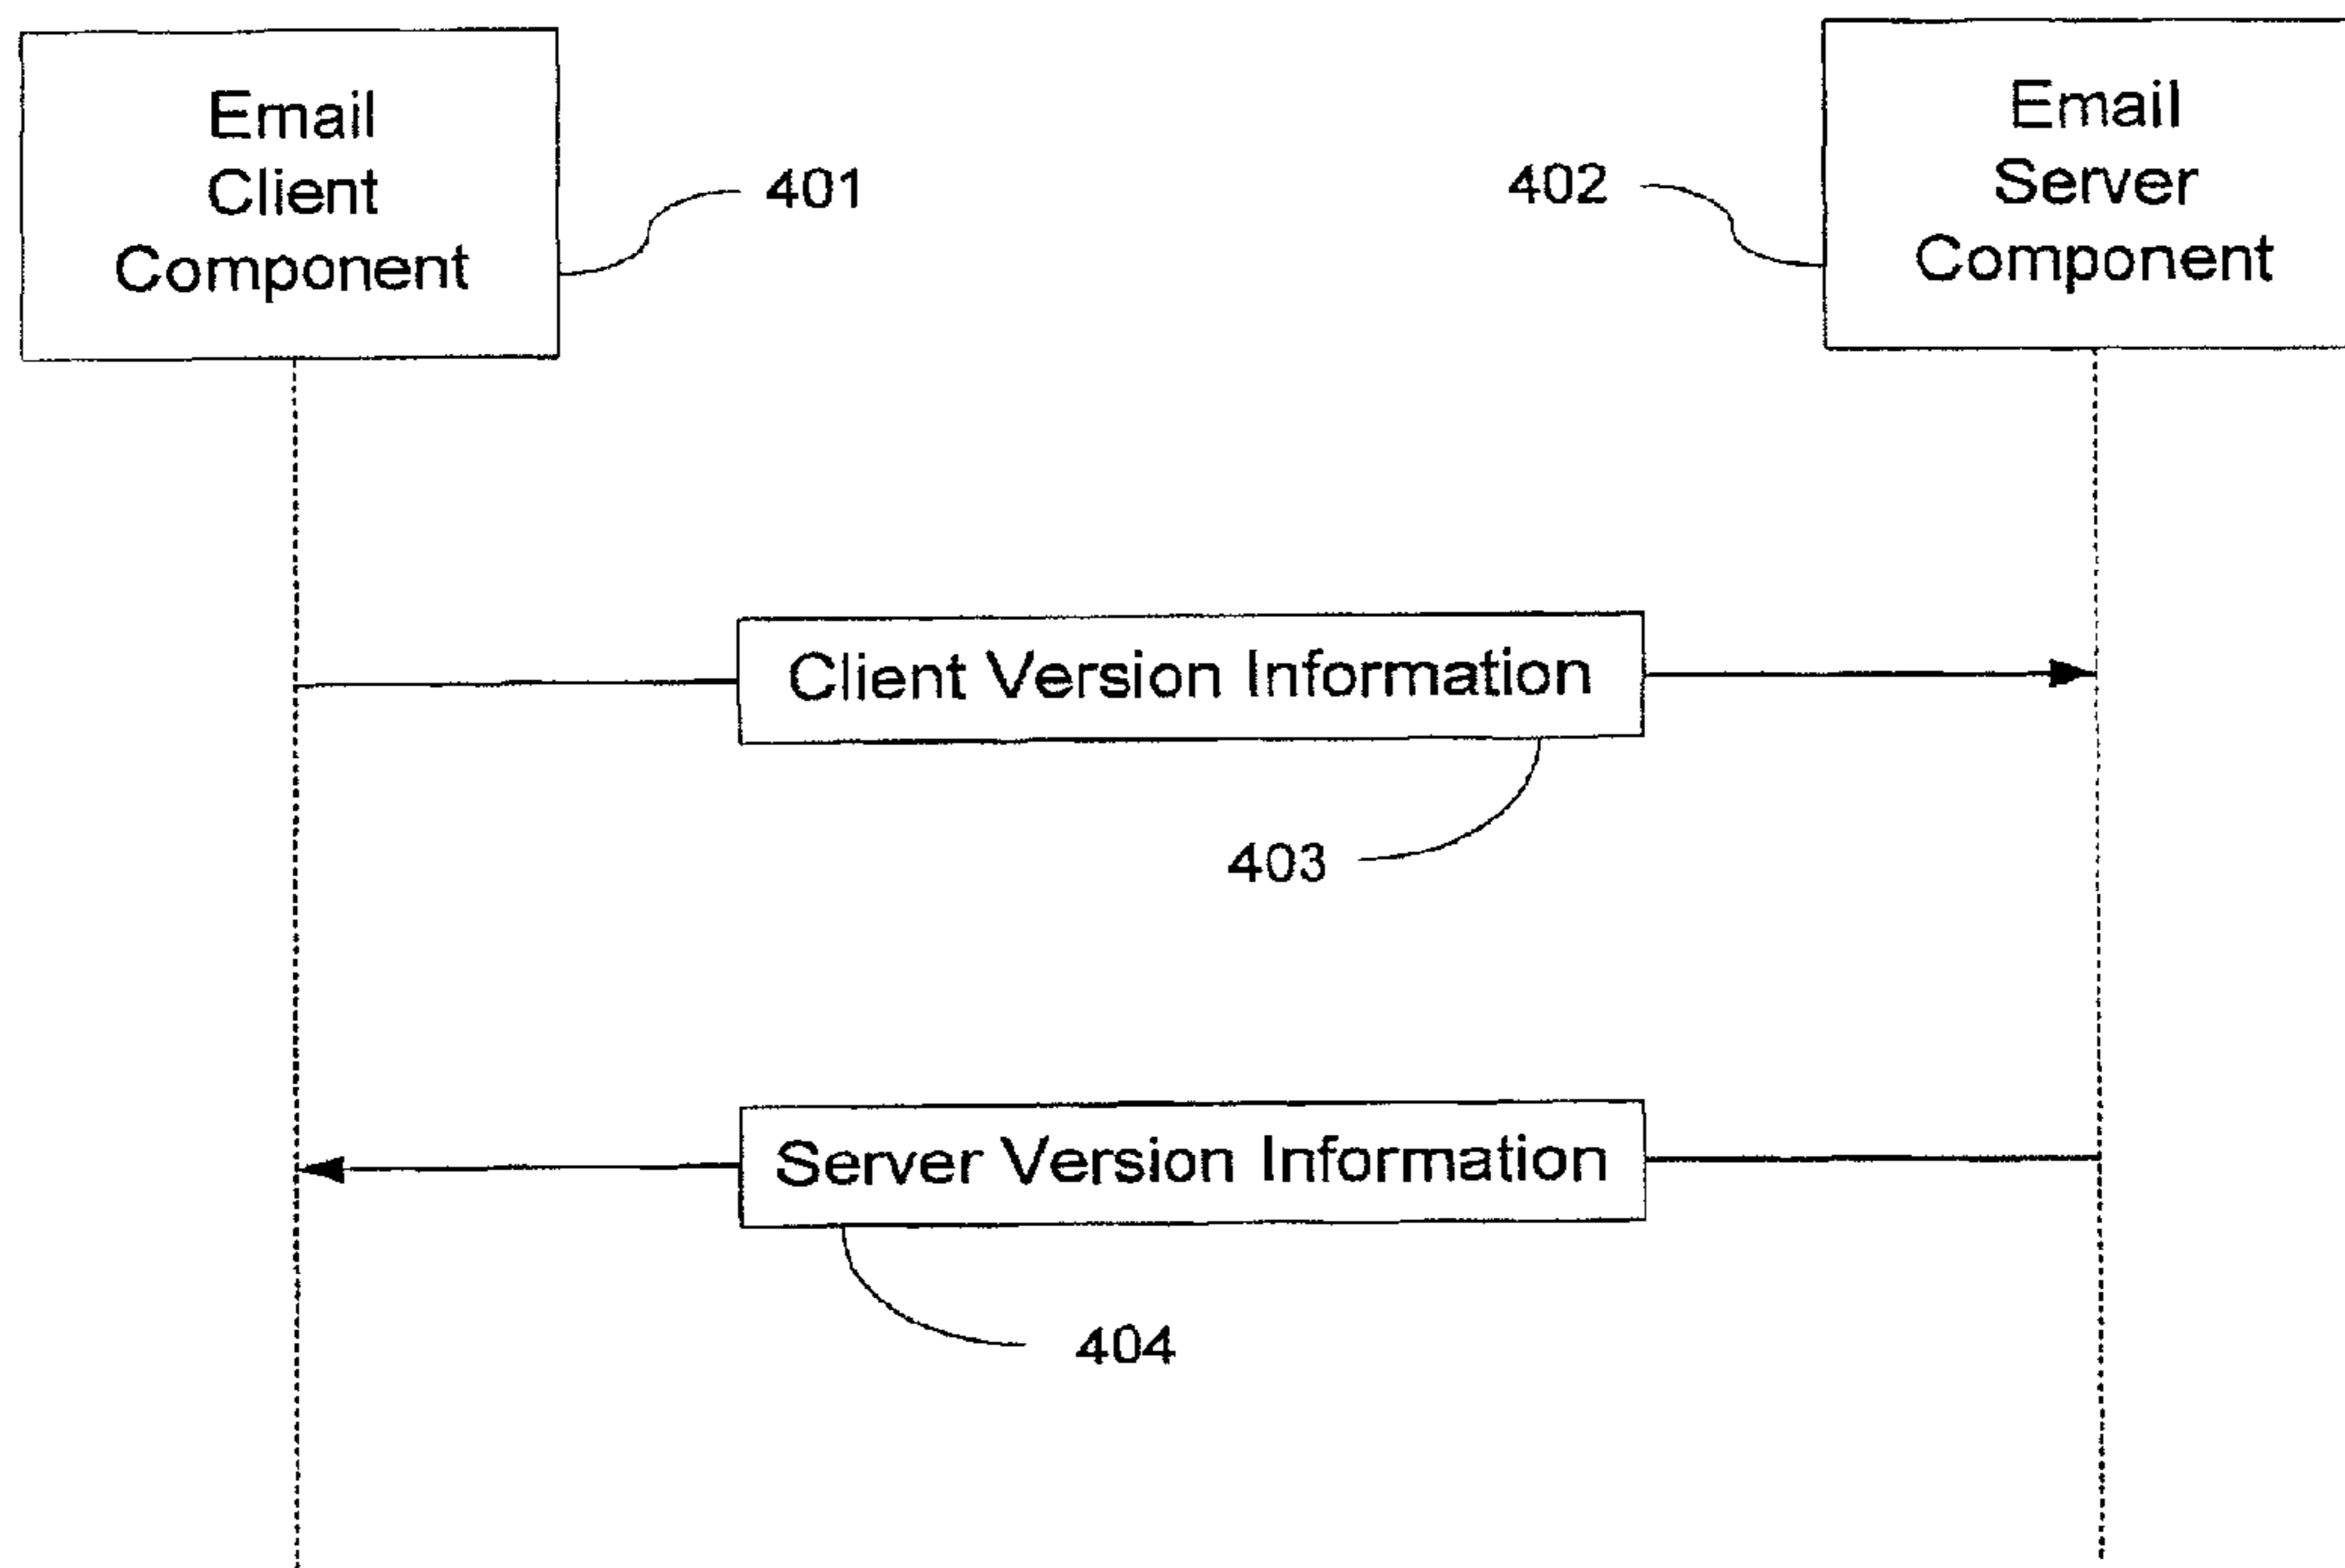 Email
Client
Component
401
402
Email
Server
Component
Client Version Information
403
Server Version Information
404